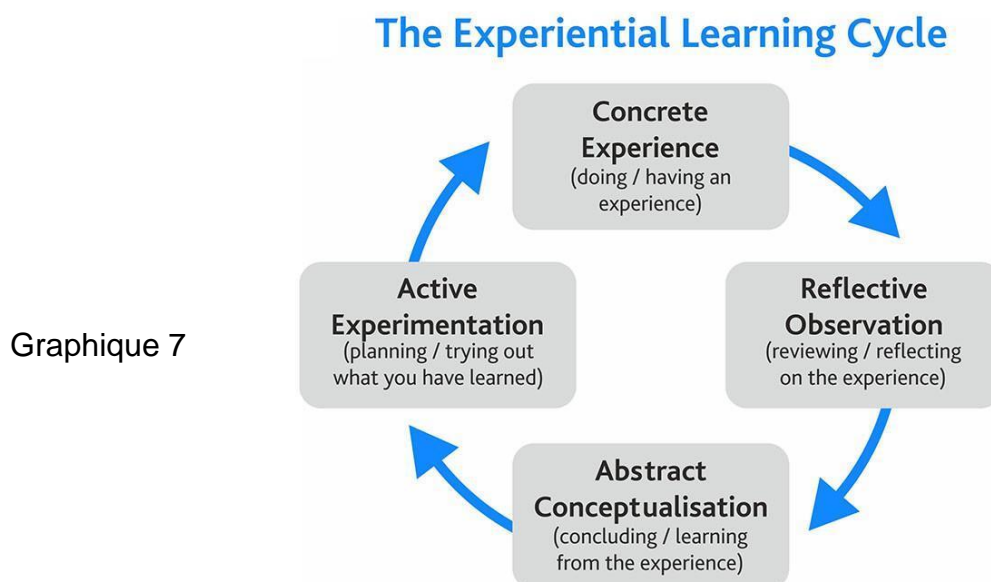 The Experiential Learning Cycle
Concrete
Experience
(doing / having an
experience)
Active
Experimentation
(planning / trying out
what you have learned)
Reflective
Observation
(reviewing / reflecting
on the experience)
Graphique 7
Abstract
Conceptualisation
(concluding / learning
from the experience)